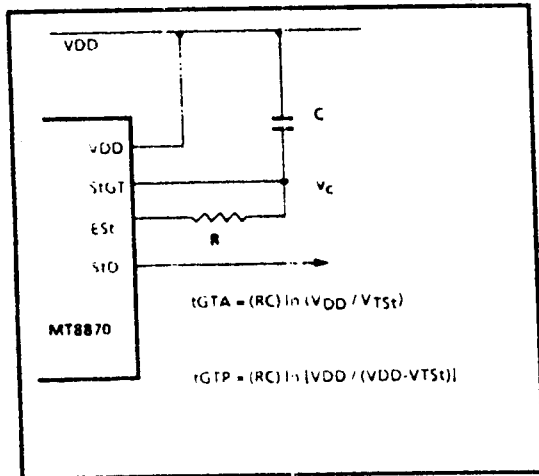 VDD
C
VDD
StGT
VC
ESt
R
StD
tGTA = (RC) ln (VDD / VTSt)
MT8870
tGTP = (RC) ln [VDD / (VDD-VTSt)]